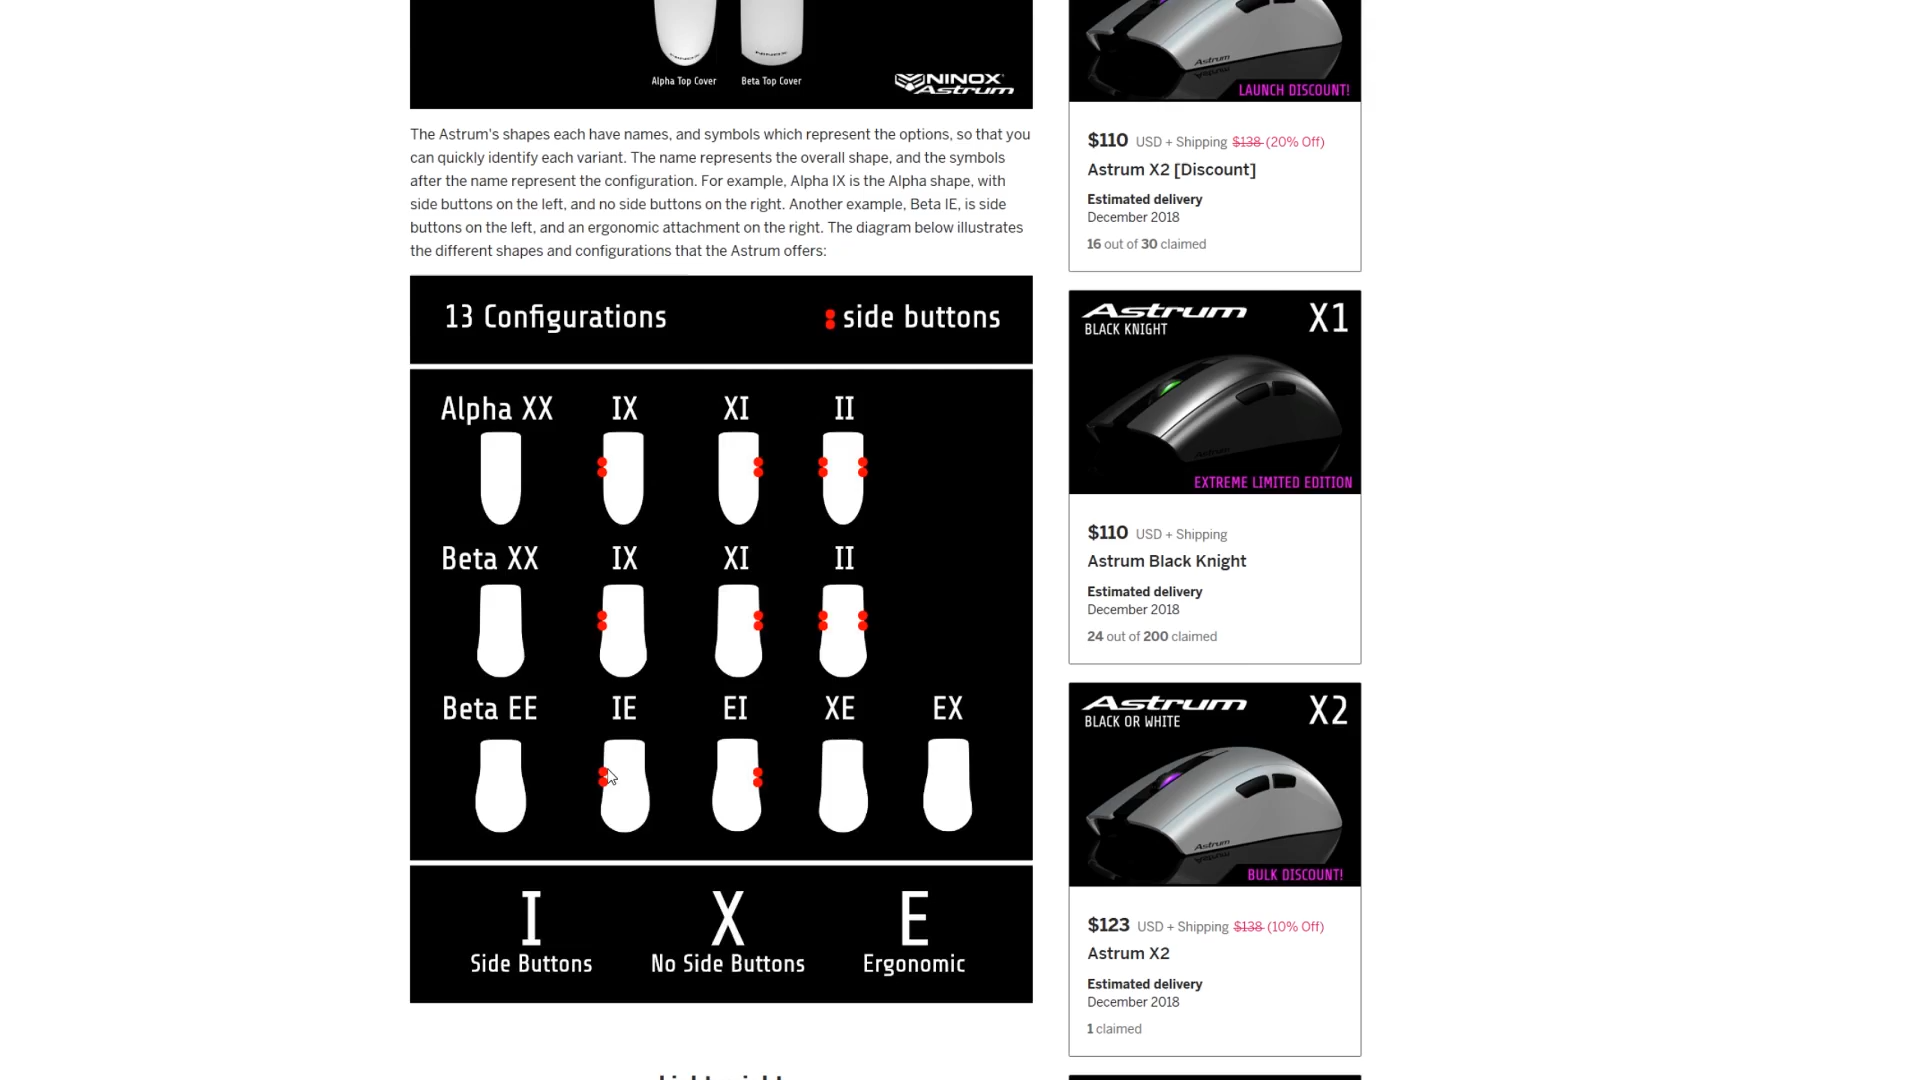 Alpha Top Cover
Beta Top Cover
NINOX
Astrum
The Astrum's shapes each have names, and symbols which represent the options, so that you
can quickly identify each variant. The name represents the overall shape, and the symbols
after the name represent the configuration. For example, Alpha IX is the Alpha shape, with
side buttons on the left, and no side buttons on the right. Another example, Beta IE, is side
buttons on the left, and an ergonomic attachment on the right. The diagram below illustrates
the different shapes and configurations that the Astrum offers:
13 Configurations
side buttons
Alpha XX IX XI II
Beta XX IX XI II
Beta EE IE EI XE EX
I X E
Side Buttons No Side Buttons Ergonomic
Astrum
LAUNCH DISCOUNT!
$110 USD + Shipping $138 (20% Off)
Astrum X2 [Discount]
Estimated delivery
December 2018
16 out of 30 claimed
Astrum X1
BLACK KNIGHT
Astrum
EXTREME LIMITED EDITION
$110 USD + Shipping
Astrum Black Knight
Estimated delivery
December 2018
24 out of 200 claimed
Astrum X2
BLACK OR WHITE
Astrum
BULK DISCOUNT!
$123 USD + Shipping $138 (10% Off)
Astrum X2
Estimated delivery
December 2018
1 claimed